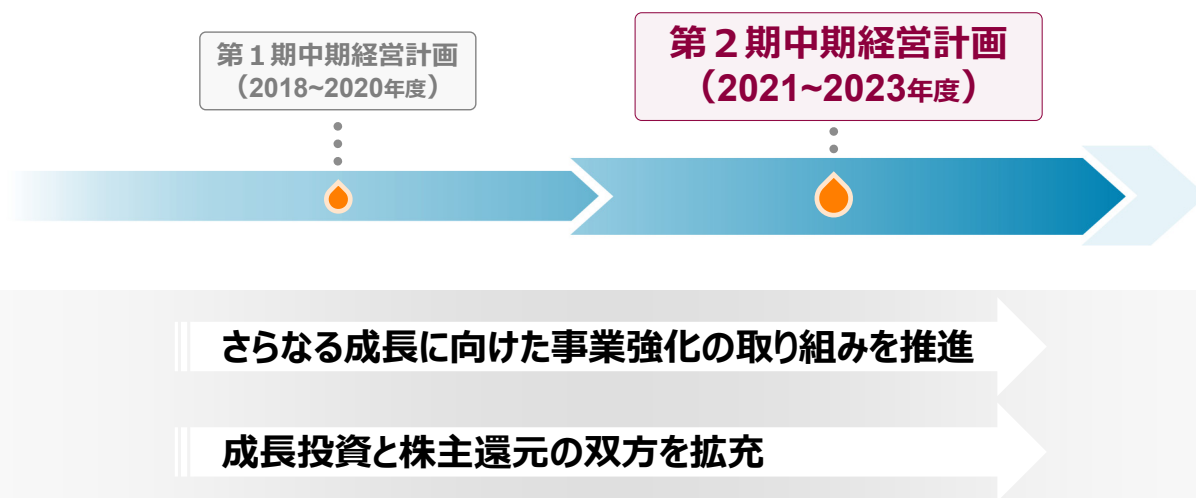 第１期中期経営計画
（2018~2020年度）
第２期中期経営計画
（2021~2023年度）
さらなる成長に向けた事業強化の取り組みを推進
成長投資と株主還元の双方を拡充